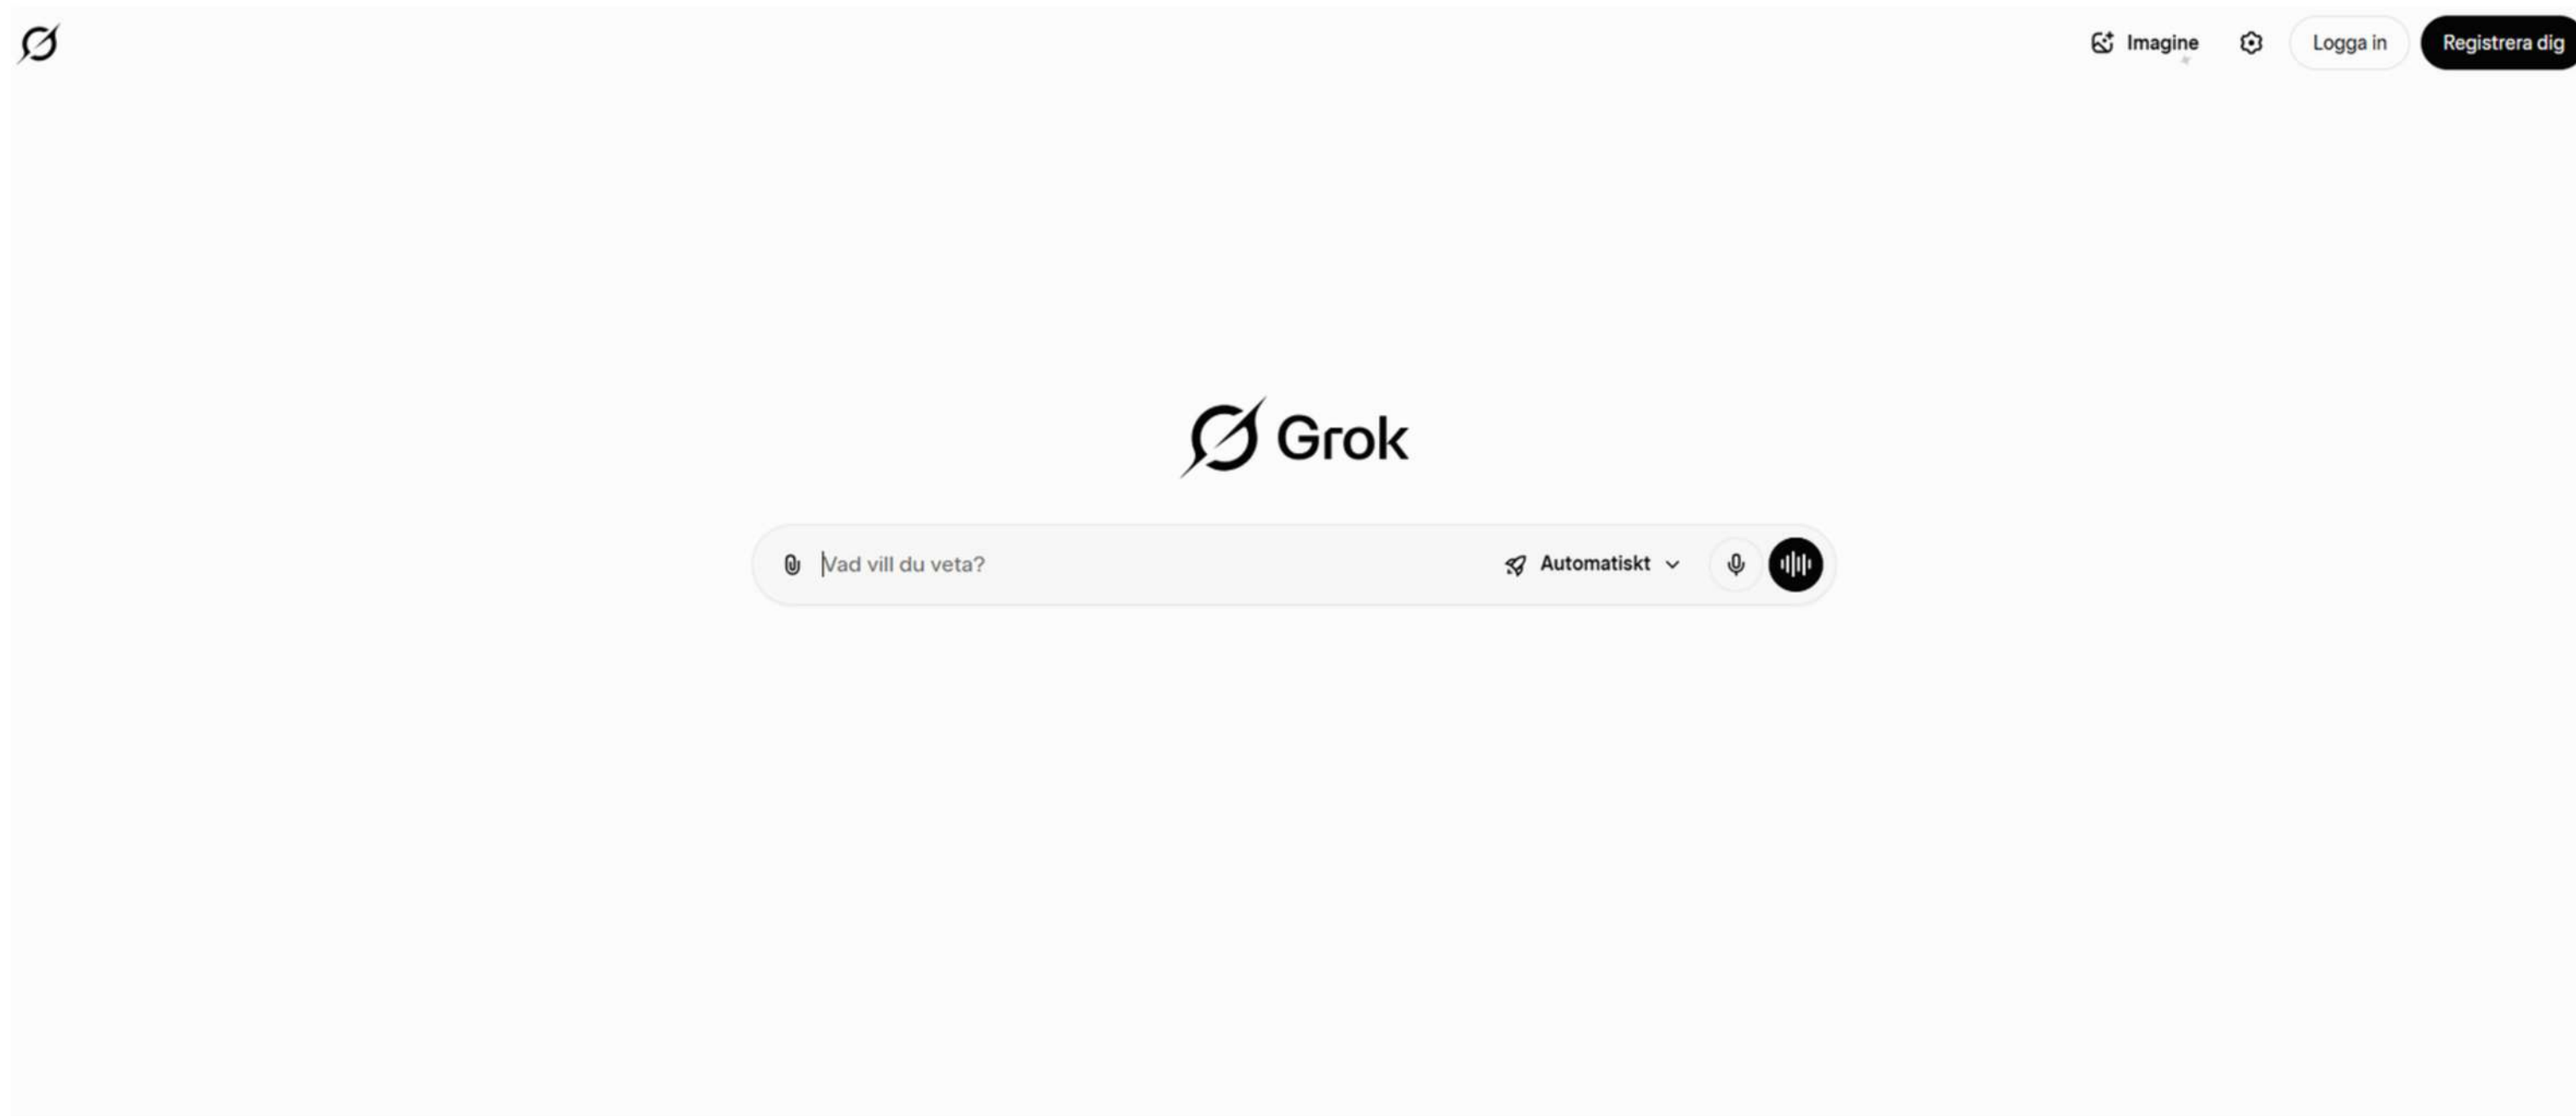 Imagine
Logga in
Registrera dig
Grok
Vad vill du veta?
Automatiskt